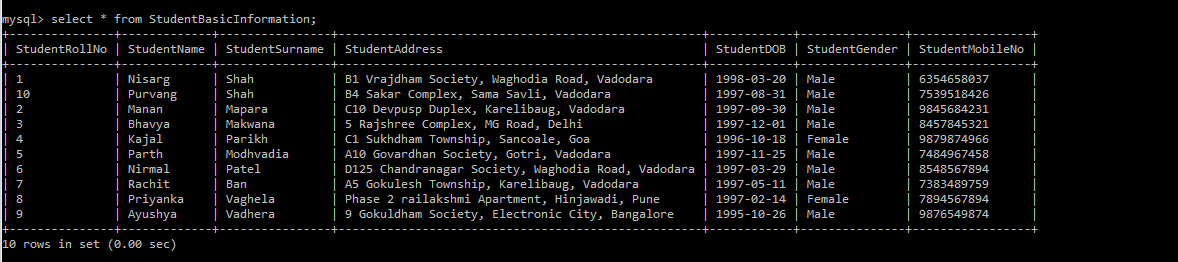 mysql> select * from StudentBasicInformation;
+---------------+-------------+----------------+--------------------------------------------------+------------+---------------+-----------------+
| StudentRollNo | StudentName | StudentSurname | StudentAddress                                   | StudentDOB | StudentGender | StudentMobileNo |
+---------------+-------------+----------------+--------------------------------------------------+------------+---------------+-----------------+
| 1             | Nisarg      | Shah           | B1 Vrajdham Society, Waghodia Road, Vadodara     | 1998-03-20 | Male          | 6354658037      |
| 10            | Purvang     | Shah           | B4 Sakar Complex, Sama Savli, Vadodara           | 1997-08-31 | Male          | 7539518426      |
| 2             | Manan       | Mapara         | C10 Devpusp Duplex, Karelibaug, Vadodara         | 1997-09-30 | Male          | 9845684231      |
| 3             | Bhavya      | Makwana        | 5 Rajshree Complex, MG Road, Delhi               | 1997-12-01 | Male          | 8457845321      |
| 4             | Kajal       | Parikh         | C1 Sukhdham Township, Sancoale, Goa              | 1996-10-18 | Female        | 9879874966      |
| 5             | Parth       | Modhvadia      | A10 Govardhan Society, Gotri, Vadodara           | 1997-11-25 | Male          | 7484967458      |
| 6             | Nirmal      | Patel          | D125 Chandranagar Society, Waghodia Road, Vadodara | 1997-03-29 | Male          | 8548567894      |
| 7             | Rachit      | Ban            | A5 Gokulesh Township, Karelibaug, Vadodara       | 1997-05-11 | Male          | 7383489759      |
| 8             | Priyanka    | Vaghela        | Phase 2 railakshmi Apartment, Hinjawadi, Pune    | 1997-02-14 | Female        | 7894567894      |
| 9             | Ayushya     | Vadhera        | 9 Gokuldham Society, Electronic City, Bangalore  | 1995-10-26 | Male          | 9876549874      |
+---------------+-------------+----------------+--------------------------------------------------+------------+---------------+-----------------+
10 rows in set (0.00 sec)